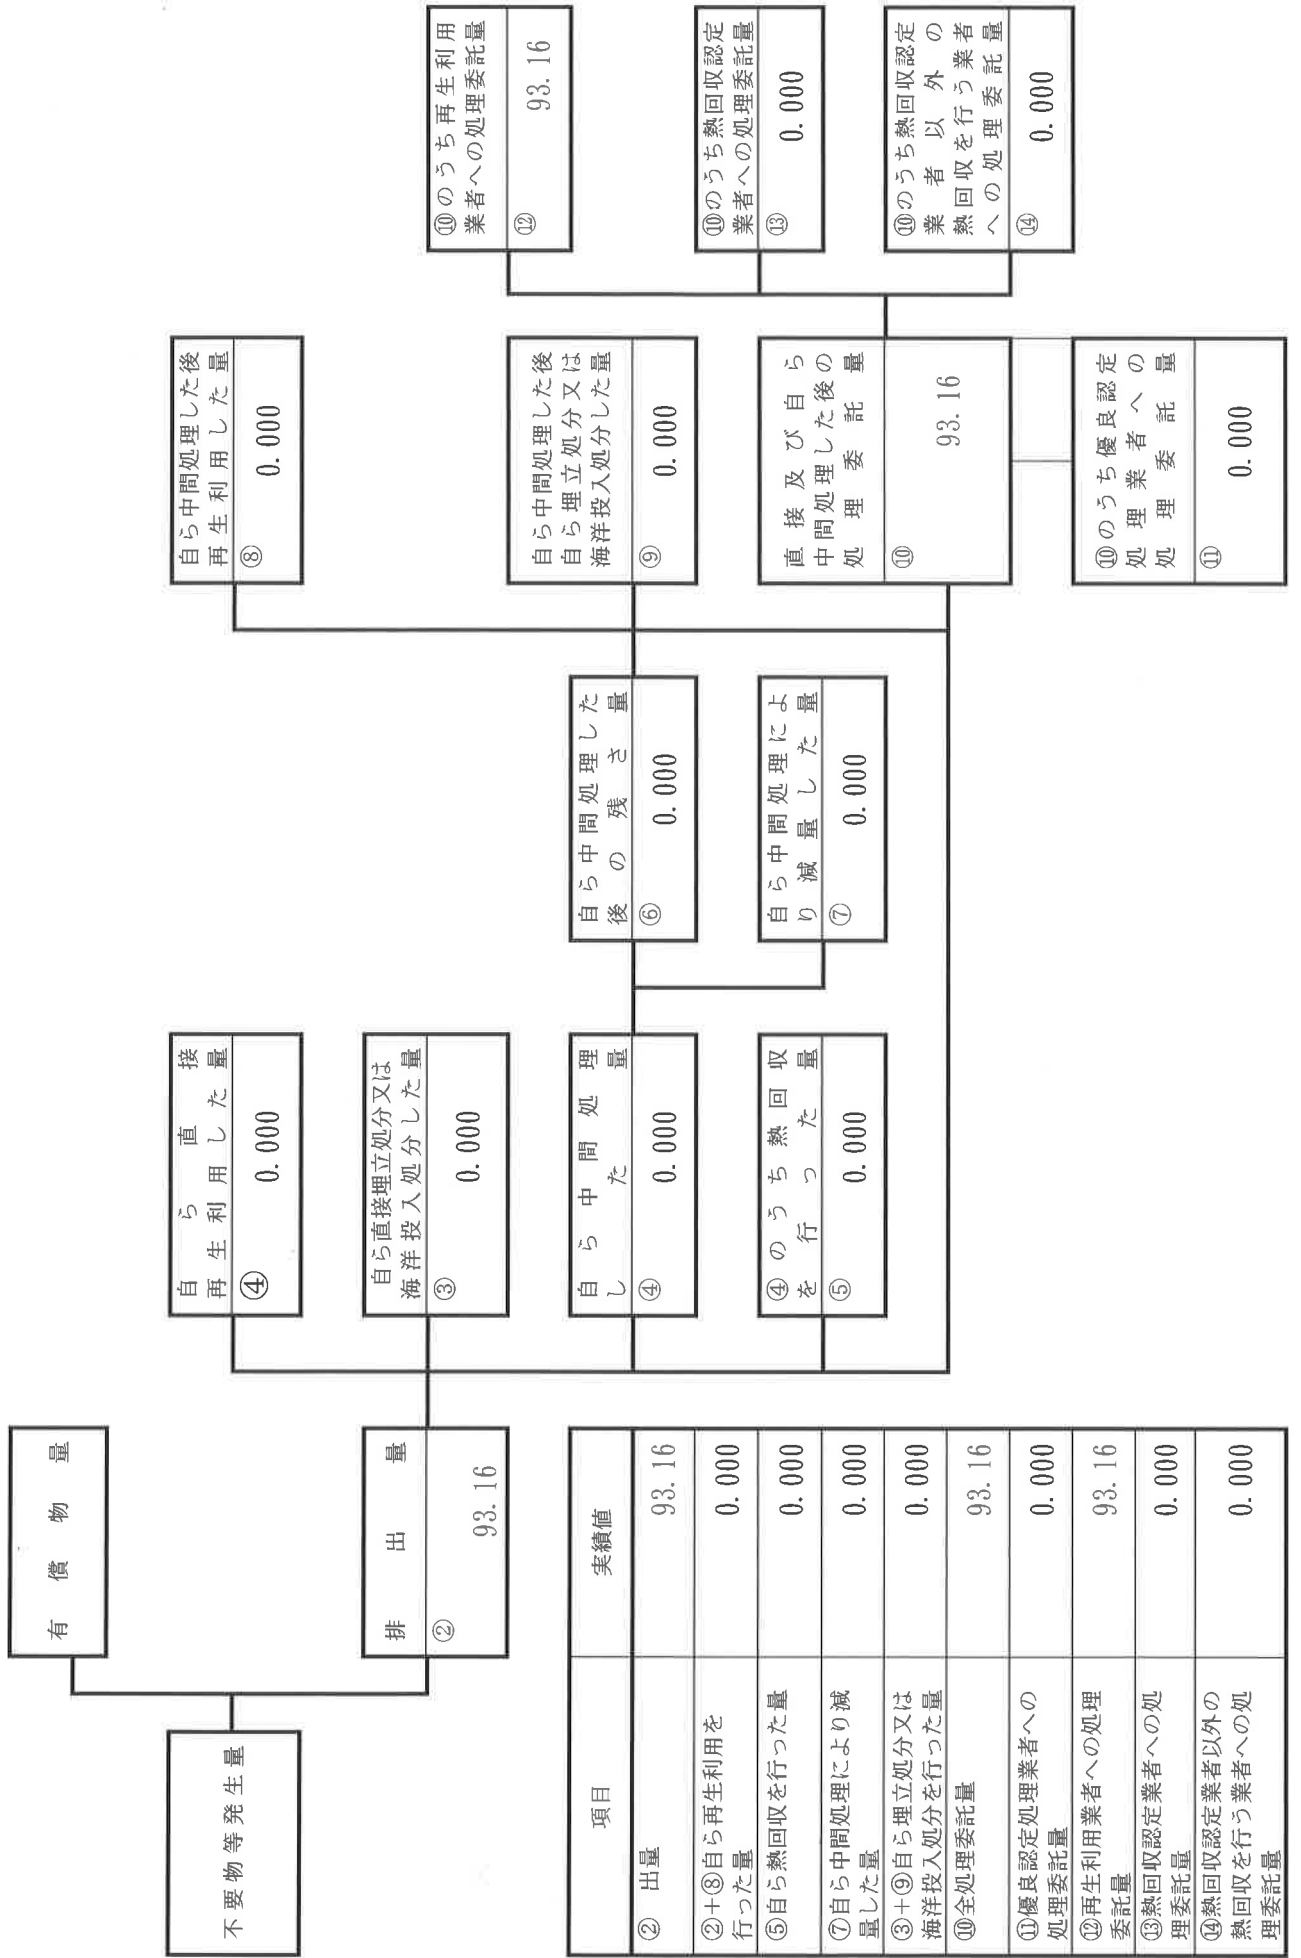 不要物等発生量
有償物量
排出量
② 93.16
自ら直接
再生利用した量
④ 0.000
自ら直接埋立処分又は
海洋投入処分した量
③ 0.000
自ら中間処理
した量
④ 0.000
④のうち熱回収
を行った量
⑤ 0.000
自ら中間処理した
後の残さ量
⑥ 0.000
自ら中間処理によ
り減量した量
⑦ 0.000
自ら中間処理した後
再生利用した量
⑧ 0.000
自ら中間処理した後
自ら埋立処分又は
海洋投入処分した量
⑨ 0.000
直接及び自ら
中間処理した後の
処理委託量
⑩ 93.16
⑩のうち優良認定
処理業者への
処理委託量
⑪ 0.000
⑩のうち再生利用
業者への処理委託量
⑫ 93.16
⑩のうち熱回収認定
業者への処理委託量
⑬ 0.000
⑩のうち熱回収認定
業者以外の
熱回収を行う業者
への処理委託量
⑭ 0.000
項目 実績値
② 出量 93.16
②+⑧自ら再生利用を
行った量 0.000
⑤自ら熱回収を行った量 0.000
⑦自ら中間処理により減
量した量 0.000
③+⑨自ら埋立処分又は
海洋投入処分を行った量 0.000
⑩全処理委託量 93.16
⑪優良認定処理業者への
処理委託量 0.000
⑫再生利用業者への処理
委託量 93.16
⑬熱回収認定業者への処
理委託量 0.000
⑭熱回収認定業者以外の
熱回収を行う業者への処
理委託量 0.000